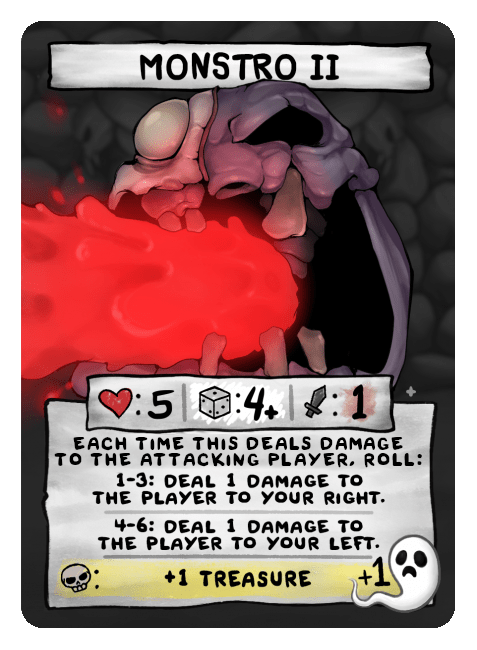 MONSTRO II
:5 :4+ :1
EACH TIME THIS DEALS DAMAGE
TO THE ATTACKING PLAYER, ROLL:
1-3: DEAL 1 DAMAGE TO
THE PLAYER TO YOUR RIGHT.
4-6: DEAL 1 DAMAGE TO
THE PLAYER TO YOUR LEFT.
: +1 TREASURE +1